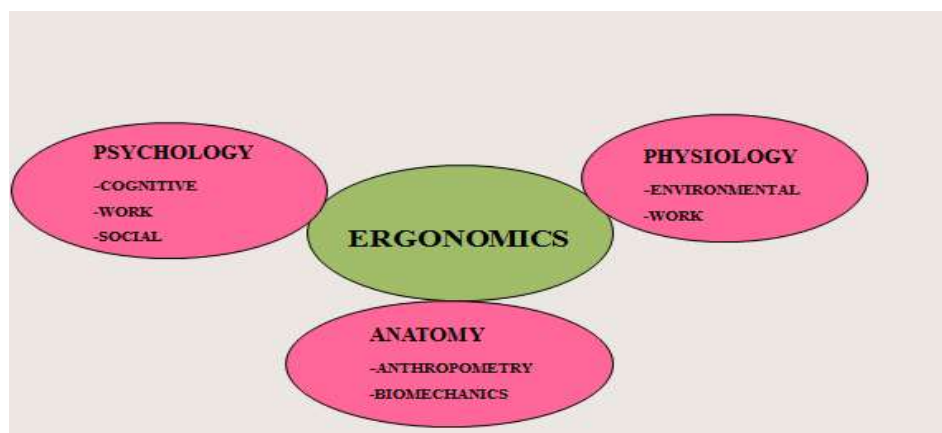 PSYCHOLOGY
-COGNITIVE
-WORK
-SOCIAL
ERGONOMICS
PHYSIOLOGY
-ENVIRONMENTAL
-WORK
ANATOMY
-ANTHROPOMETRY
-BIOMECHANICS